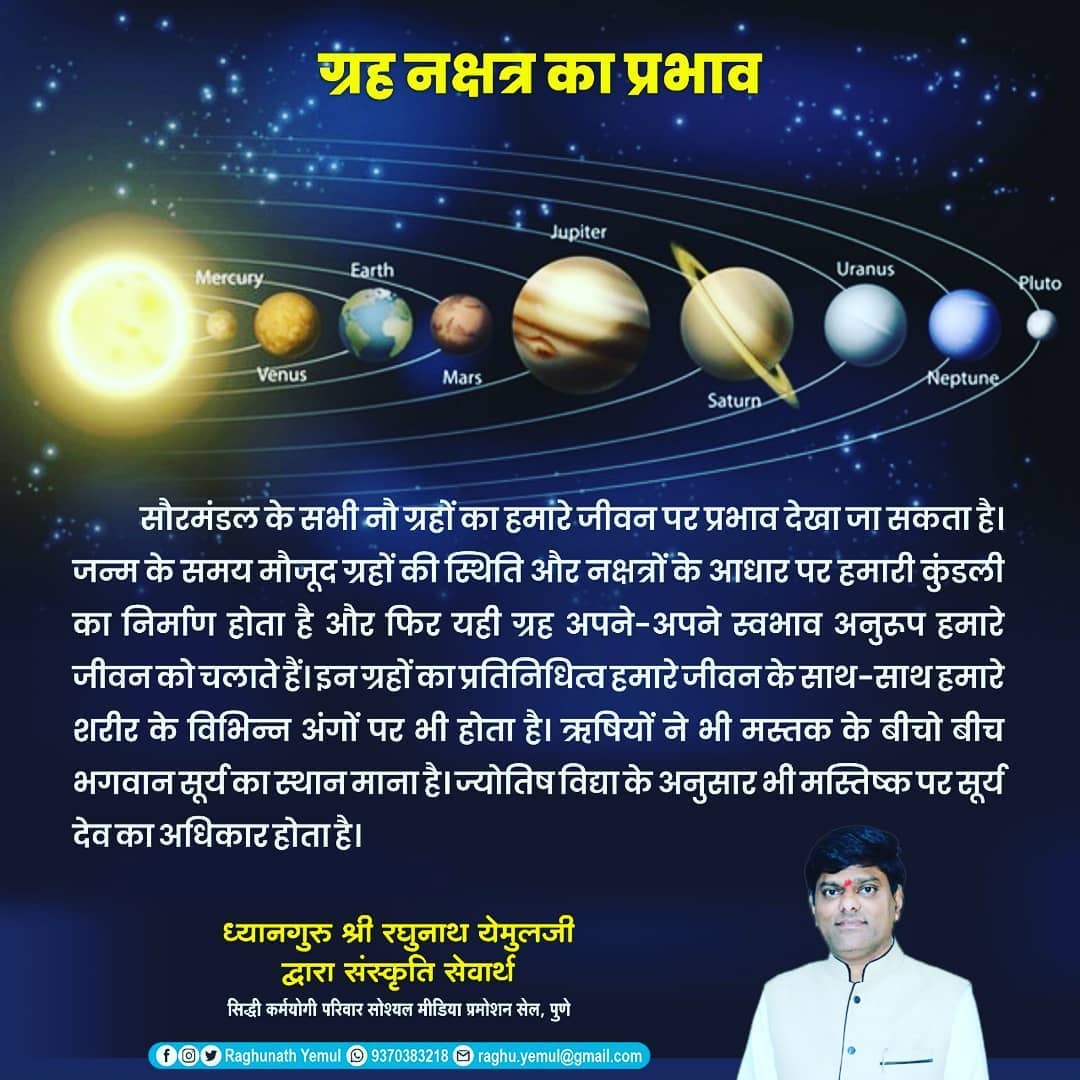 ग्रह नक्षत्र का प्रभाव
Jupiter
Mercury
Earth
Uranus
Pluto
Venus
Mars
Saturn
Neptune
सौरमंडल के सभी नौ ग्रहों का हमारे जीवन पर प्रभाव देखा जा सकता है।
जन्म के समय मौजूद ग्रहों की स्थिति और नक्षत्रों के आधार पर हमारी कुंडली
का निर्माण होता है और फिर यही ग्रह अपने-अपने स्वभाव अनुरूप हमारे
जीवन को चलाते हैं। इन ग्रहों का प्रतिनिधित्व हमारे जीवन के साथ-साथ हमारे
शरीर के विभिन्न अंगों पर भी होता है। ऋषियों ने भी मस्तक के बीचो बीच
भगवान सूर्य का स्थान माना है। ज्योतिष विद्या के अनुसार भी मस्तिष्क पर सूर्य
देव का अधिकार होता है।
ध्यानगुरु श्री रघुनाथ येमुलजी
द्वारा संस्कृति सेवार्थ
सिद्धी कर्मयोगी परिवार सोश्यल मीडिया प्रमोशन सेल, पुणे
Raghunath Yemul 9370383218 raghu.yemul@gmail.com